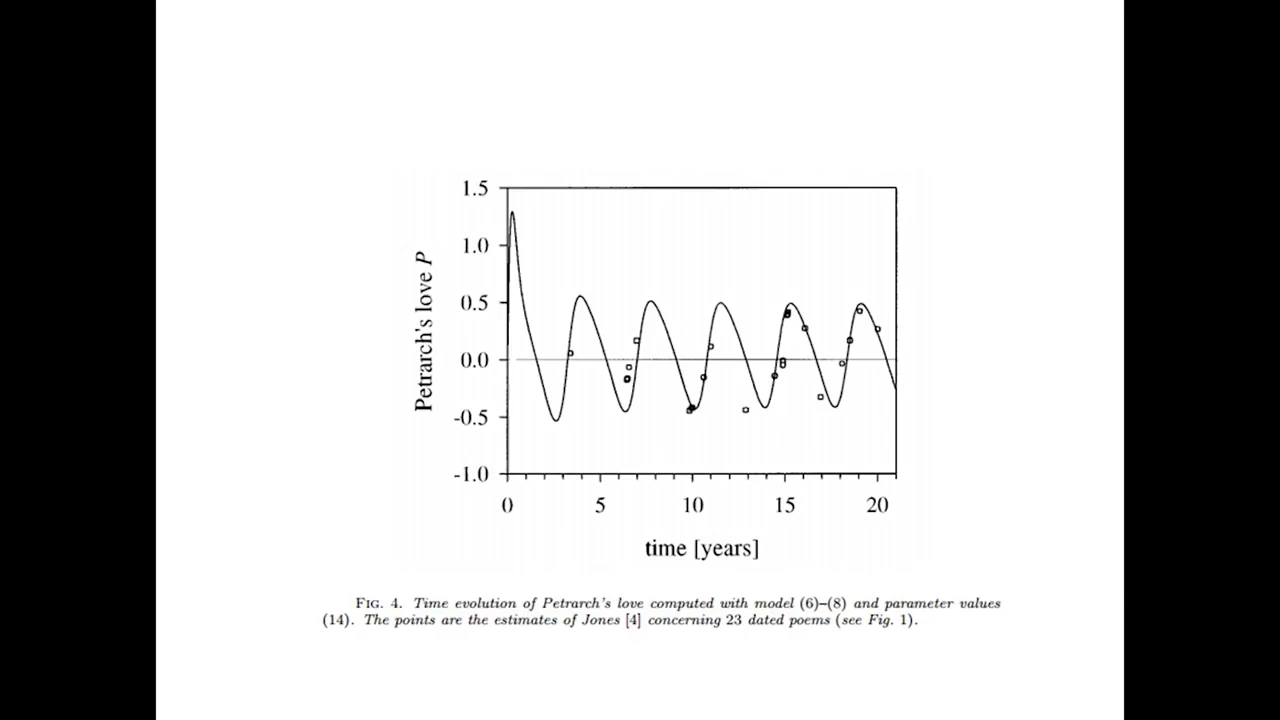 1.5
1.0
0.5
0.0
-0.5
-1.0
Petrarch's love P
0 5 10 15 20
time [years]
FIG. 4. Time evolution of Petrarch's love computed with model (6)–(8) and parameter values
(14). The points are the estimates of Jones [4] concerning 23 dated poems (see Fig. 1).